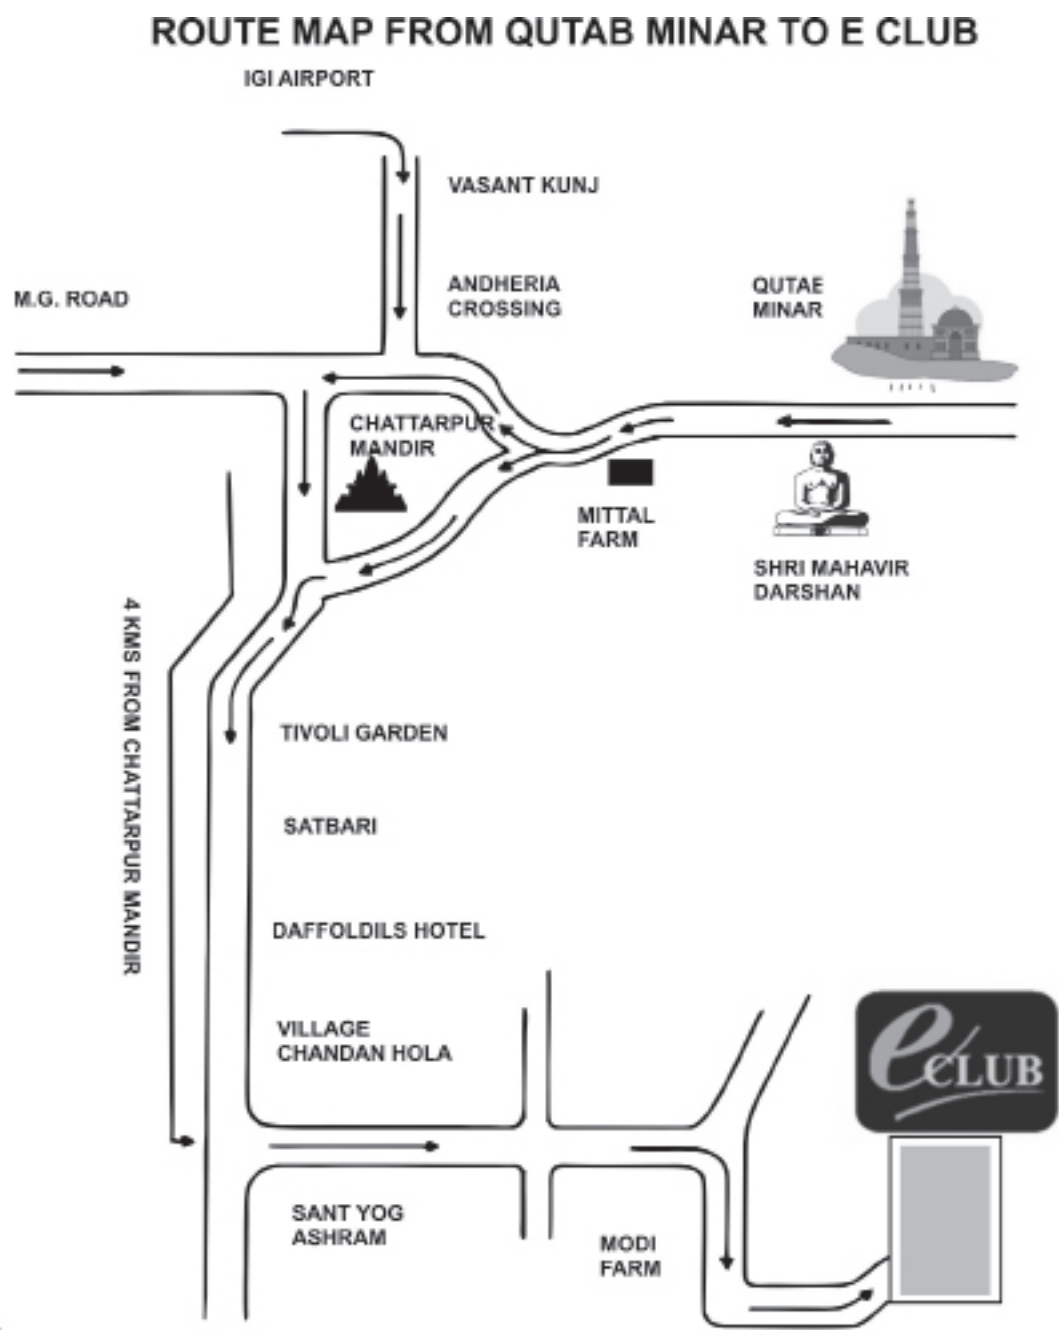 ROUTE MAP FROM QUTAB MINAR TO E CLUB
IGI AIRPORT
VASANT KUNJ
ANDHERIA
CROSSING
M.G. ROAD
QUTAE
MINAR
CHATTARPUR
MANDIR
MITTAL
FARM
SHRI MAHAVIR
DARSHAN
4 KMS FROM CHATTARPUR MANDIR
TIVOLI GARDEN
SATBARI
DAFFOLDILS HOTEL
VILLAGE
CHANDAN HOLA
e CLUB
SANT YOG
ASHRAM
MODI
FARM